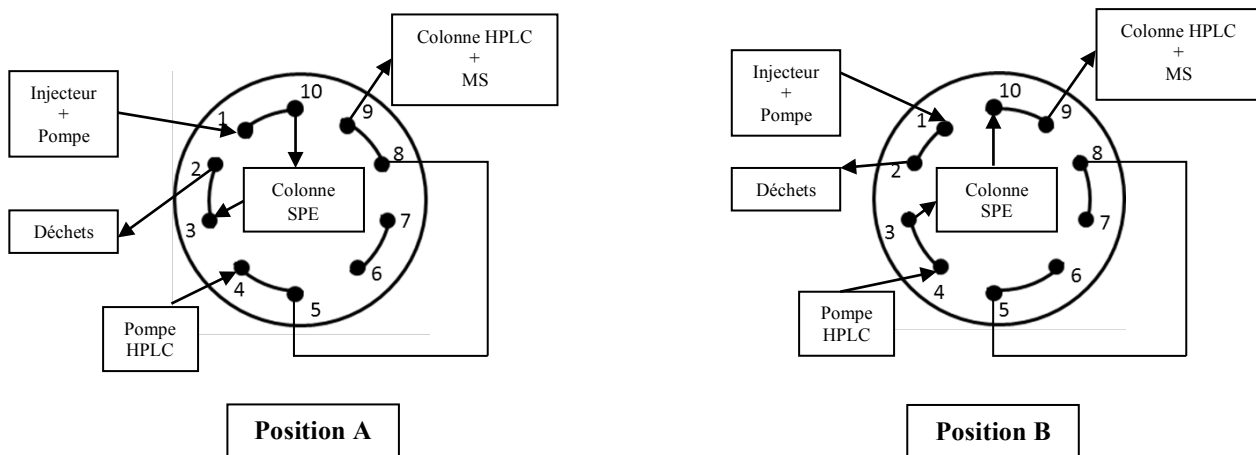 Colonne HPLC
+
MS
Injecteur
+
Pompe
10
1
9
2
8
Colonne
SPE
7
Déchets
3
6
4
5
Pompe
HPLC
Position A
Colonne HPLC
+
MS
Injecteur
+
Pompe
10
1
9
2
8
Déchets
Colonne
SPE
7
3
6
4
5
Pompe
HPLC
Position B